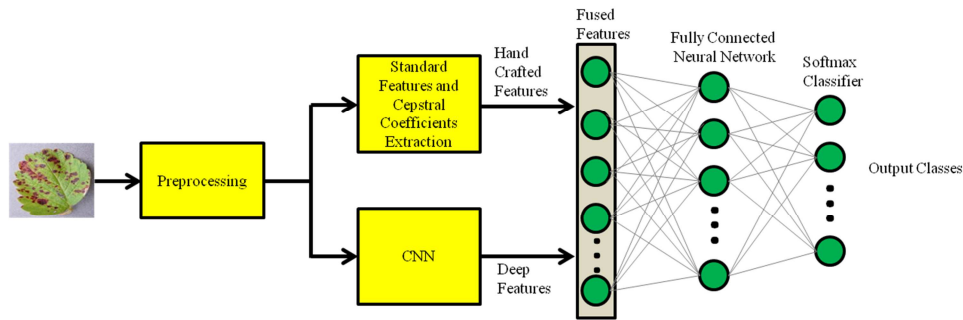 Preprocessing
Standard
Features and
Cepstral
Coefficients
Extraction
CNN
Hand
Crafted
Features
Deep
Features
Fused
Features
Fully Connected
Neural Network
Softmax
Classifier
Output Classes